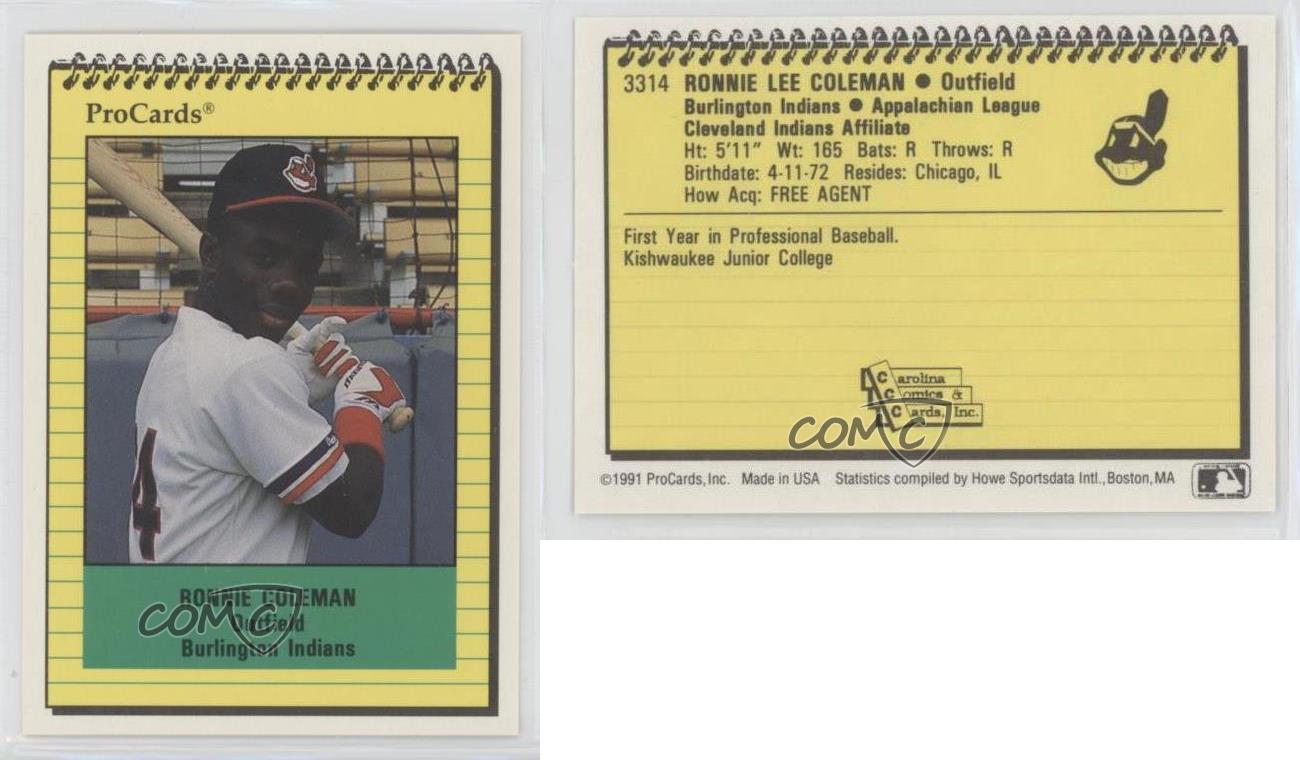 ProCards®
4
RONNIE COLEMAN
Outfield
Burlington Indians
COMC
3314 RONNIE LEE COLEMAN ● Outfield
Burlington Indians ● Appalachian League
Cleveland Indians Affiliate
Ht: 5'11" Wt: 165 Bats: R Throws: R
Birthdate: 4-11-72 Resides: Chicago, IL
How Acq: FREE AGENT
First Year in Professional Baseball.
Kishwaukee Junior College
Carolina
Comics &
Cards, Inc.
COMC
©1991 ProCards, Inc. Made in USA Statistics compiled by Howe Sportsdata Intl., Boston, MA